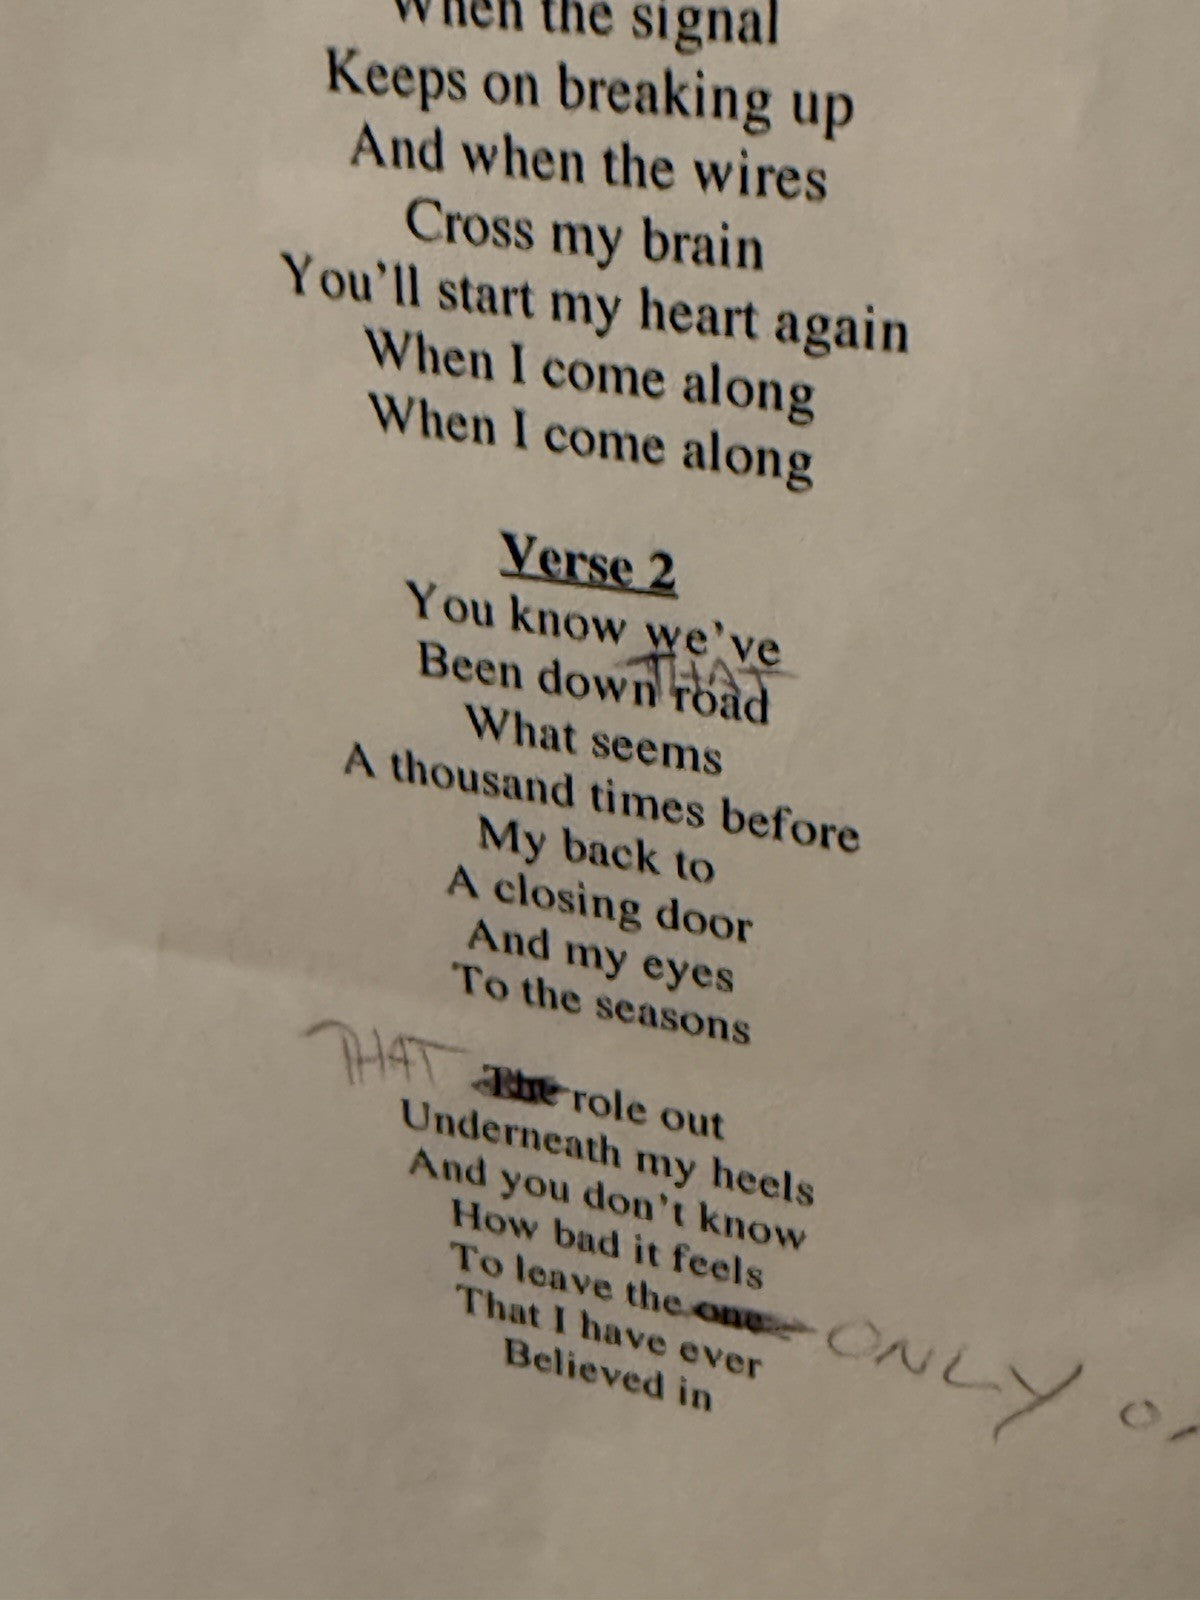 When the signal
Keeps on breaking up
And when the wires
Cross my brain
You'll start my heart again
When I come along
When I come along
Verse 2
You know we've
THAT
Been down road
What seems
A thousand times before
My back to
A closing door
And my eyes
To the seasons
THAT The role out
Underneath my heels
And you don't know
How bad it feels
To leave the one ONLY
That I have ever
Believed in